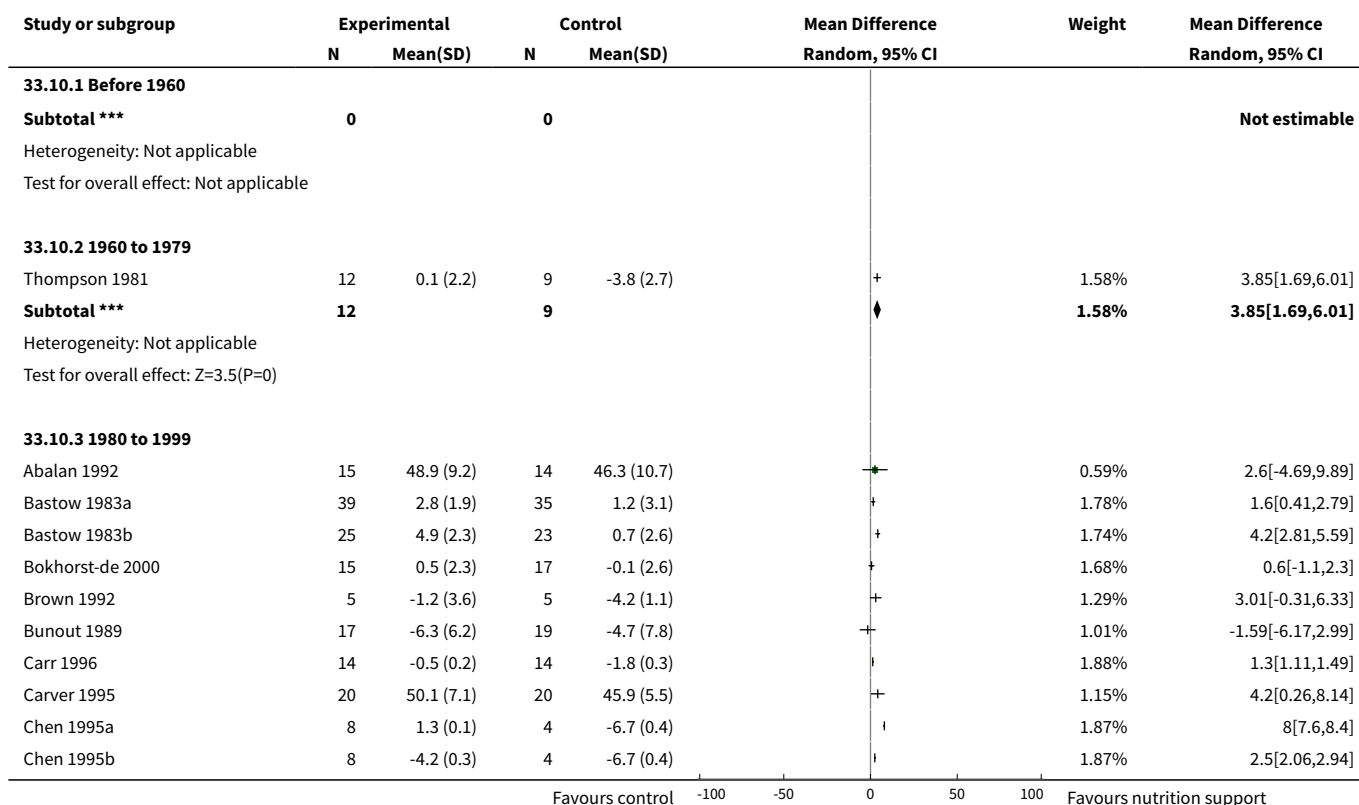 Study or subgroup Experimental Control Mean Difference Weight Mean Difference
N Mean(SD) N Mean(SD) Random, 95% CI Random, 95% CI
33.10.1 Before 1960
Subtotal *** 0 0 Not estimable
Heterogeneity: Not applicable
Test for overall effect: Not applicable
33.10.2 1960 to 1979
Thompson 1981 12 0.1 (2.2) 9 -3.8 (2.7) 1.58% 3.85[1.69,6.01]
Subtotal *** 12 9 1.58% 3.85[1.69,6.01]
Heterogeneity: Not applicable
Test for overall effect: Z=3.5(P=0)
33.10.3 1980 to 1999
Abalan 1992 15 48.9 (9.2) 14 46.3 (10.7) 0.59% 2.6[-4.69,9.89]
Bastow 1983a 39 2.8 (1.9) 35 1.2 (3.1) 1.78% 1.6[0.41,2.79]
Bastow 1983b 25 4.9 (2.3) 23 0.7 (2.6) 1.74% 4.2[2.81,5.59]
Bokhorst-de 2000 15 0.5 (2.3) 17 -0.1 (2.6) 1.68% 0.6[-1.1,2.3]
Brown 1992 5 -1.2 (3.6) 5 -4.2 (1.1) 1.29% 3.01[-0.31,6.33]
Bunout 1989 17 -6.3 (6.2) 19 -4.7 (7.8) 1.01% -1.59[-6.17,2.99]
Carr 1996 14 -0.5 (0.2) 14 -1.8 (0.3) 1.88% 1.3[1.11,1.49]
Carver 1995 20 50.1 (7.1) 20 45.9 (5.5) 1.15% 4.2[0.26,8.14]
Chen 1995a 8 1.3 (0.1) 4 -6.7 (0.4) 1.87% 8[7.6,8.4]
Chen 1995b 8 -4.2 (0.3) 4 -6.7 (0.4) 1.87% 2.5[2.06,2.94]
Favours control -100 -50 0 50 100 Favours nutrition support